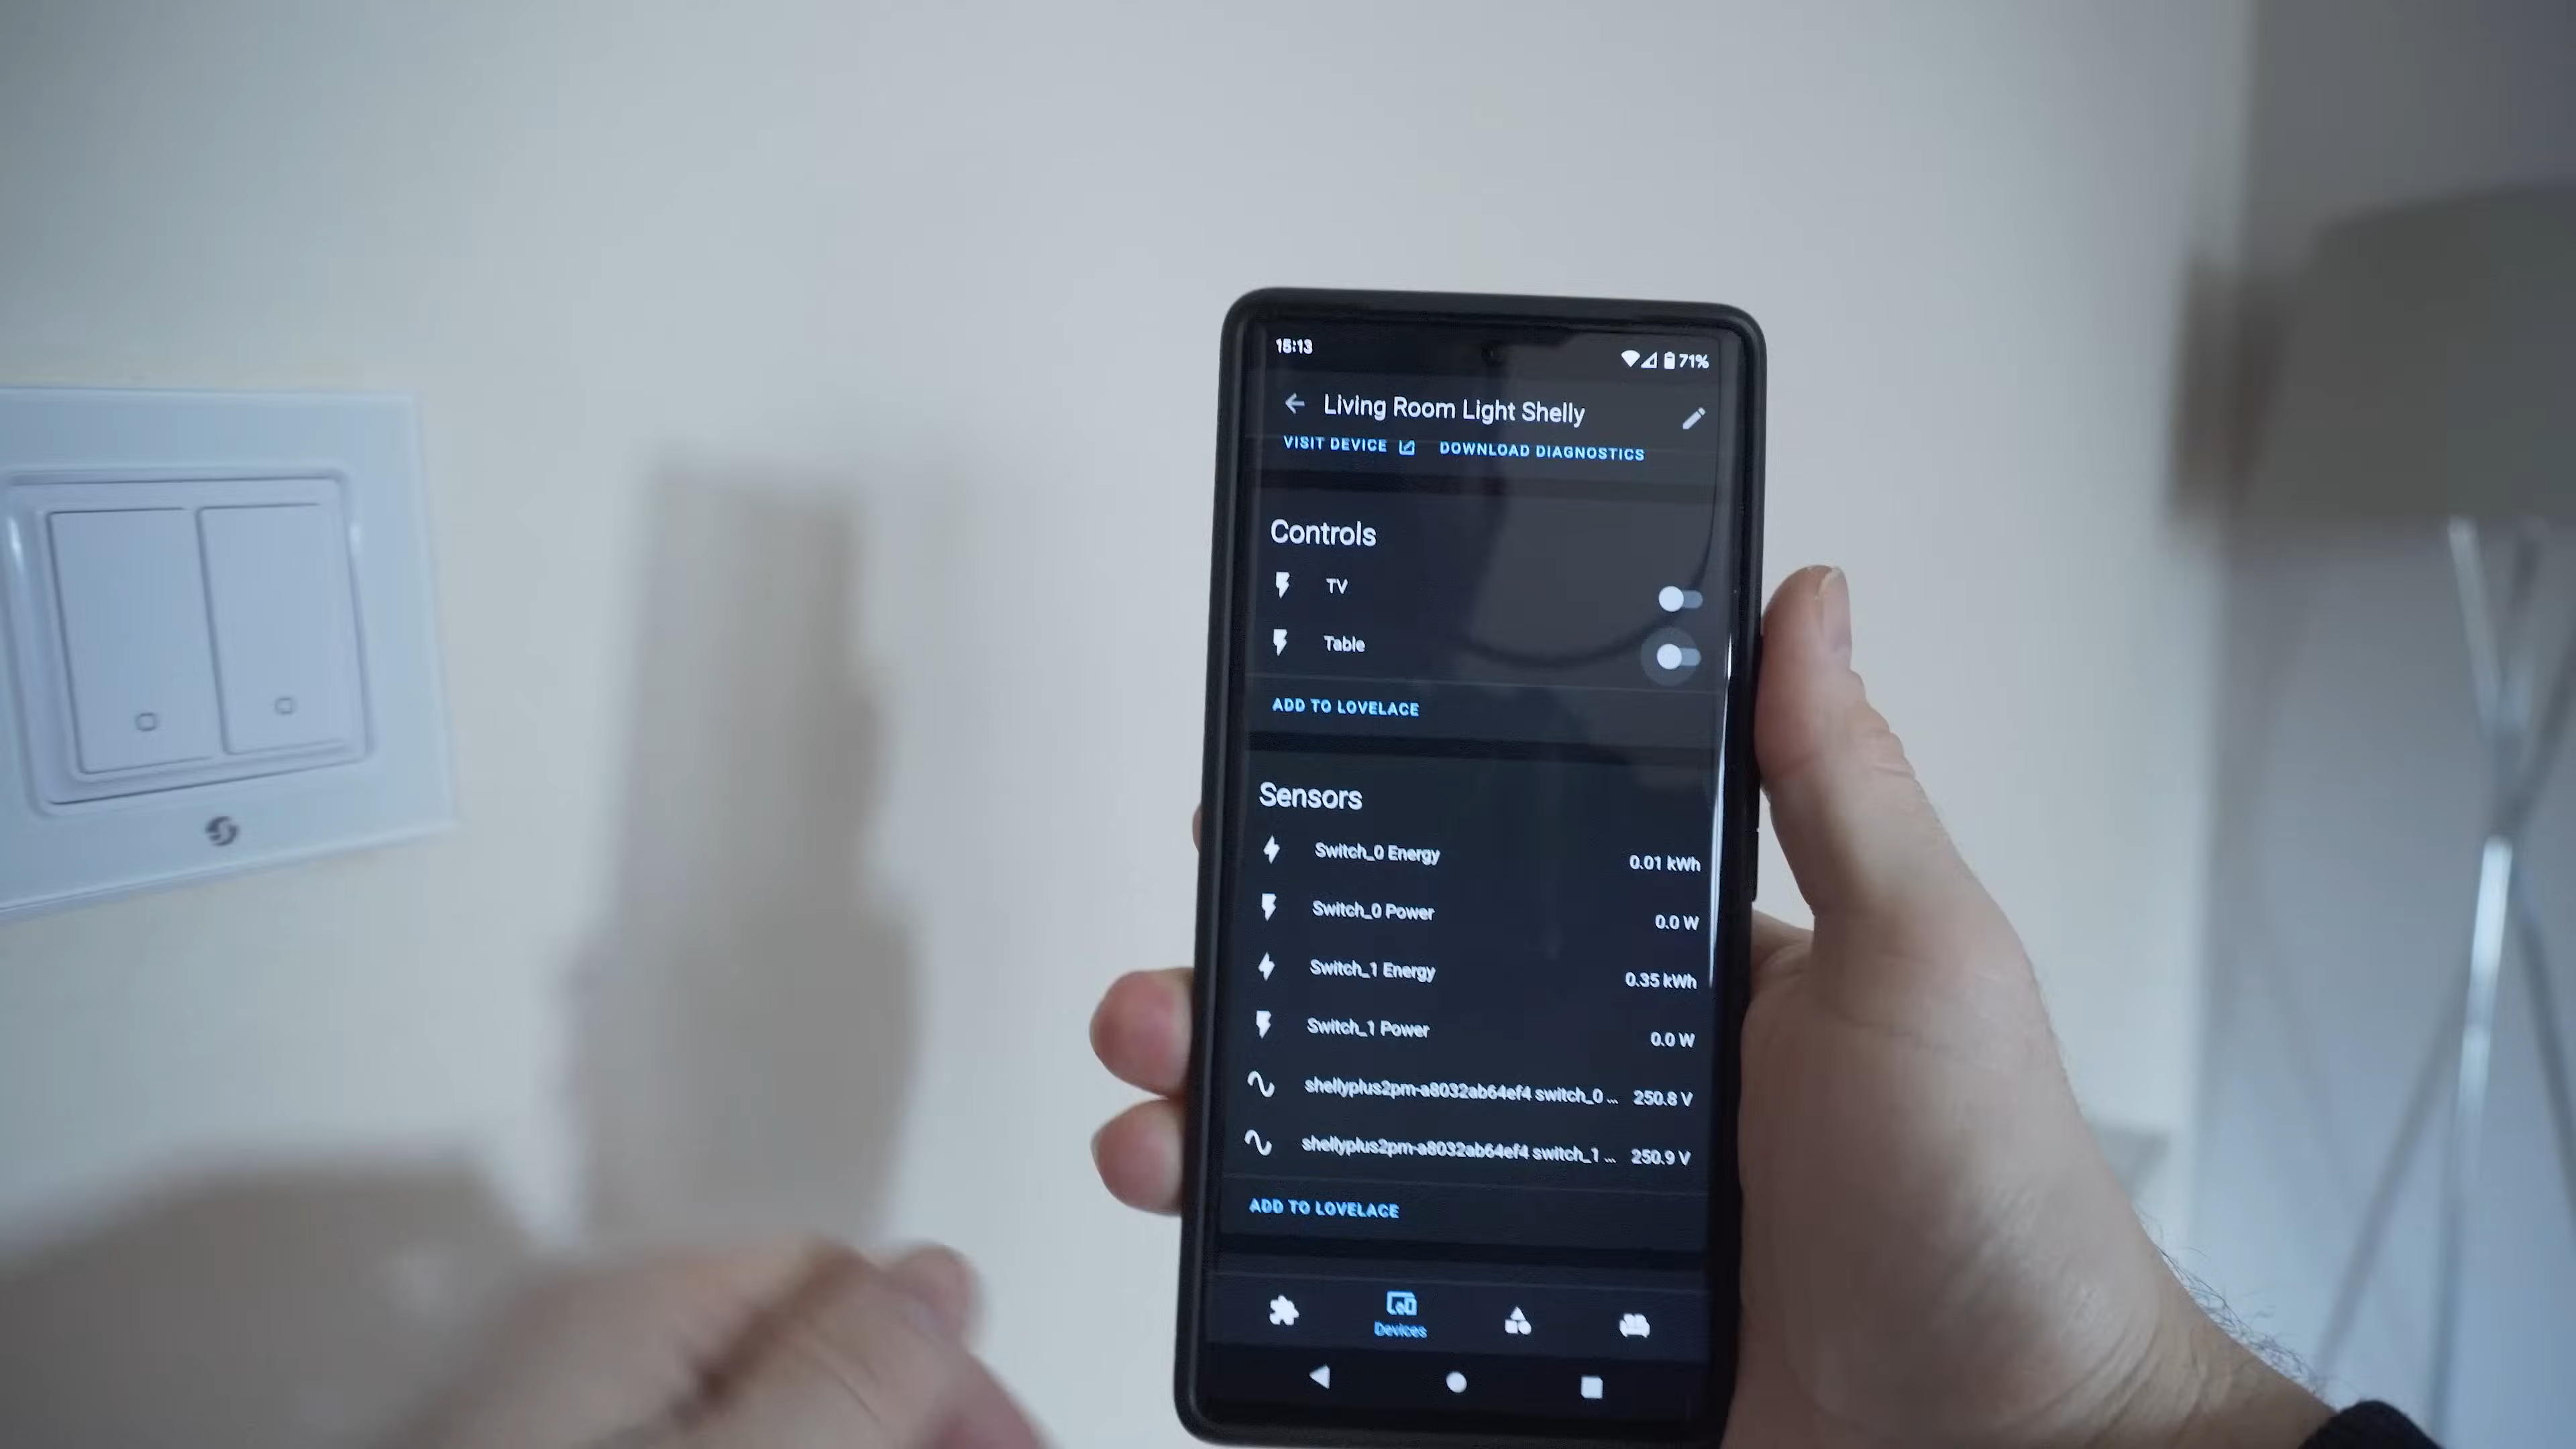 15:13 71%
Living Room Light Shelly
VISIT DEVICE DOWNLOAD DIAGNOSTICS
Controls
TV
Table
ADD TO LOVELACE
Sensors
Switch_0 Energy 0.01 kWh
Switch_0 Power 0.0 W
Switch_1 Energy 0.35 kWh
Switch_1 Power 0.0 W
shellyplus2pm-a8032ab64ef4 switch_0 ... 250.8 V
shellyplus2pm-a8032ab64ef4 switch_1 ... 250.9 V
ADD TO LOVELACE
Devices